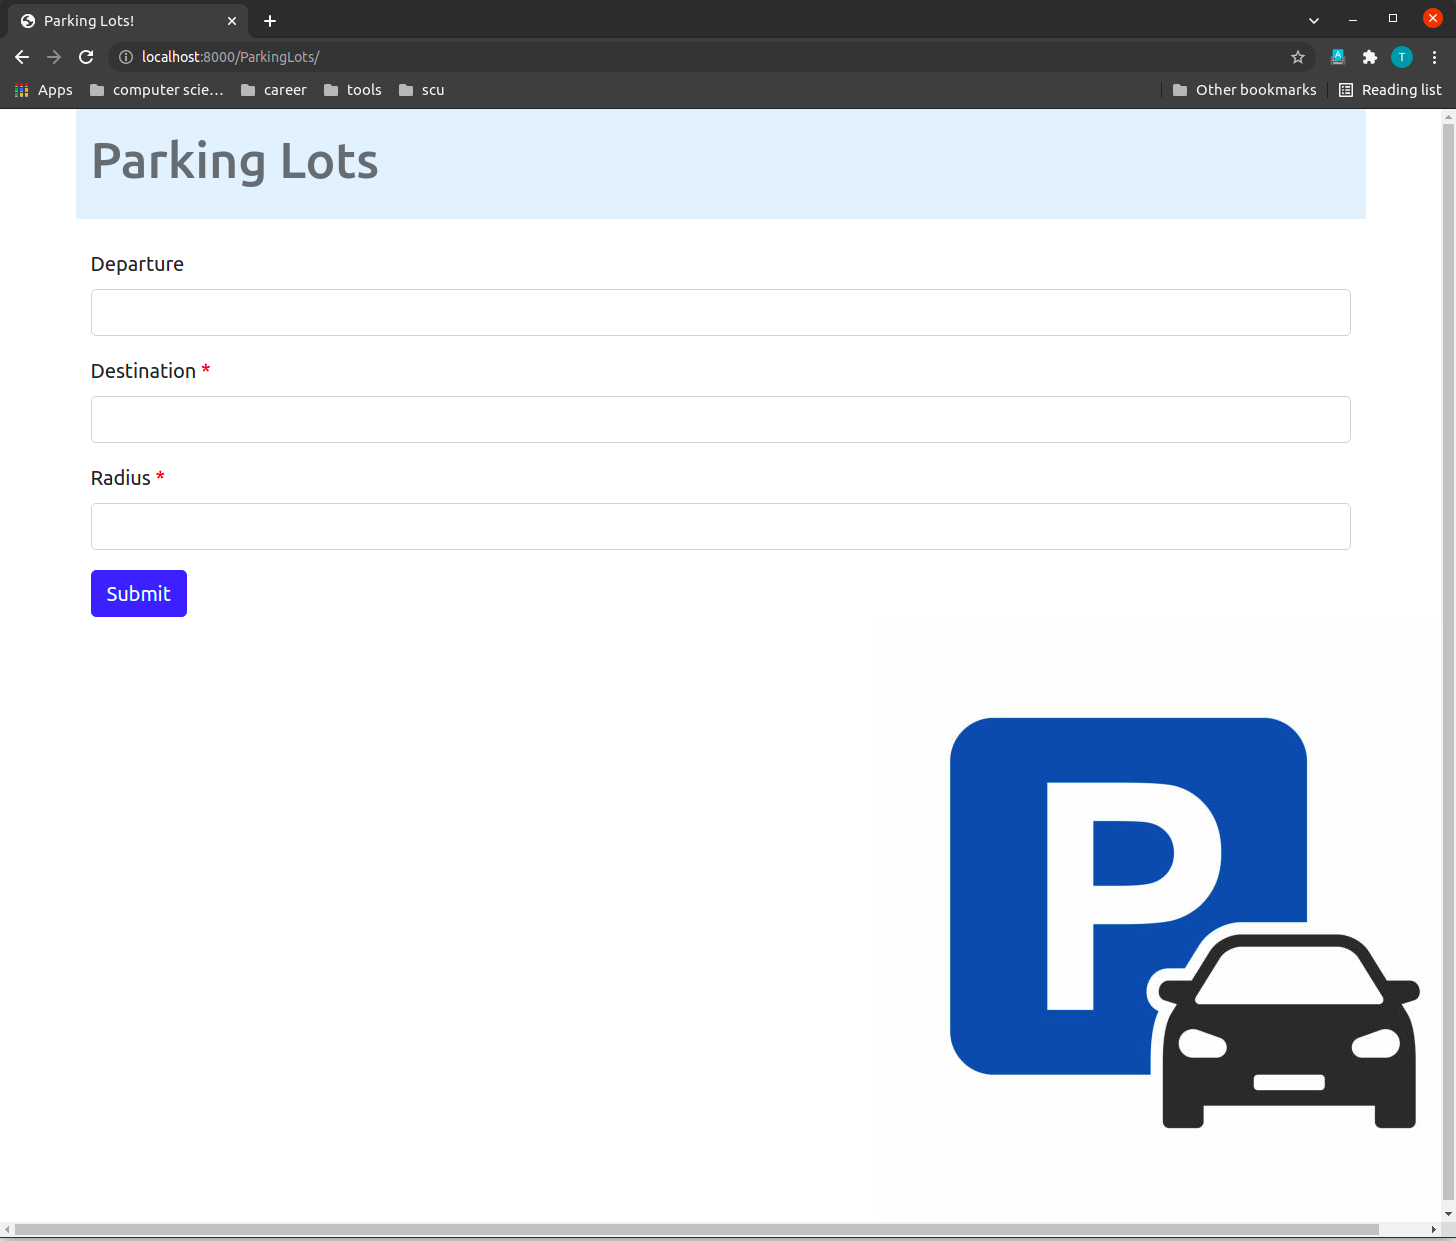 Parking Lots!
localhost:8000/ParkingLots/
A
T
Apps
computer scie...
career
tools
scu
Other bookmarks
Reading list
Parking Lots
Departure
Destination *
Radius *
Submit
P